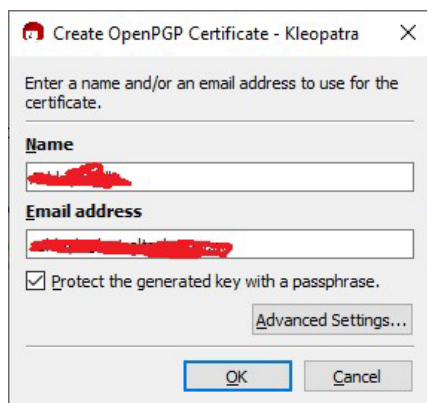 Create OpenPGP Certificate - Kleopatra
Enter a name and/or an email address to use for the
certificate.
Name
Email address
Protect the generated key with a passphrase.
Advanced Settings...
OK
Cancel